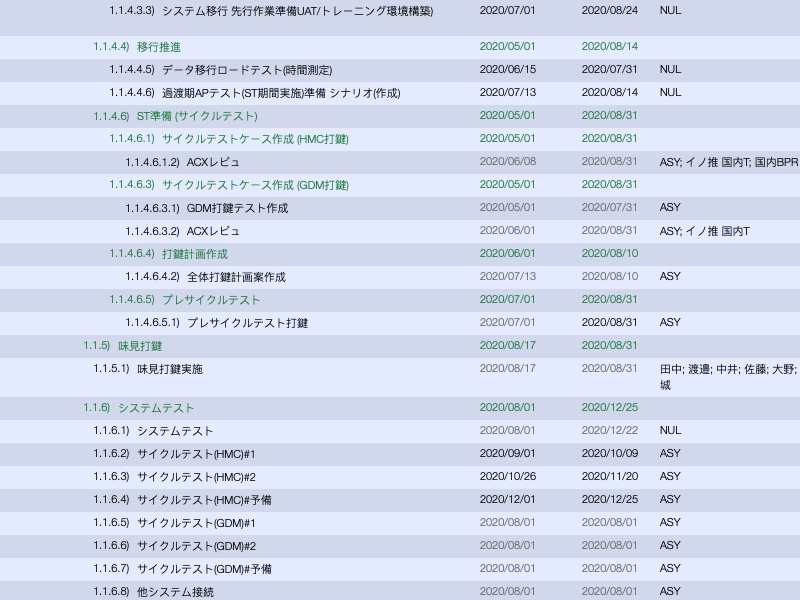 1.1.4.3.3) システム移行 先行作業準備UAT/トレーニング環境構築) 2020/07/01 2020/08/24 NUL
1.1.4.4) 移行推進 2020/05/01 2020/08/14
1.1.4.4.5) データ移行ロードテスト(時間測定) 2020/06/15 2020/07/31 NUL
1.1.4.4.6) 過渡期APテスト(ST期間実施)準備 シナリオ(作成) 2020/07/13 2020/08/14 NUL
1.1.4.6) ST準備 (サイクルテスト) 2020/05/01 2020/08/31
1.1.4.6.1) サイクルテストケース作成 (HMC打鍵) 2020/05/01 2020/08/31
1.1.4.6.1.2) ACXレビュ 2020/06/08 2020/08/31 ASY; イノ推 国内T; 国内BPR
1.1.4.6.3) サイクルテストケース作成 (GDM打鍵) 2020/05/01 2020/08/31
1.1.4.6.3.1) GDM打鍵テスト作成 2020/05/01 2020/07/31 ASY
1.1.4.6.3.2) ACXレビュ 2020/06/01 2020/08/31 ASY; イノ推 国内T
1.1.4.6.4) 打鍵計画作成 2020/06/01 2020/08/10
1.1.4.6.4.2) 全体打鍵計画案作成 2020/07/13 2020/08/10 ASY
1.1.4.6.5) プレサイクルテスト 2020/07/01 2020/08/31
1.1.4.6.5.1) プレサイクルテスト打鍵 2020/07/01 2020/08/31 ASY
1.1.5) 味見打鍵 2020/08/17 2020/08/31
1.1.5.1) 味見打鍵実施 2020/08/17 2020/08/31 田中; 渡邉; 中井; 佐藤; 大野;
城
1.1.6) システムテスト 2020/08/01 2020/12/25
1.1.6.1) システムテスト 2020/08/01 2020/12/22 NUL
1.1.6.2) サイクルテスト(HMC)#1 2020/09/01 2020/10/09 ASY
1.1.6.3) サイクルテスト(HMC)#2 2020/10/26 2020/11/20 ASY
1.1.6.4) サイクルテスト(HMC)#予備 2020/12/01 2020/12/25 ASY
1.1.6.5) サイクルテスト(GDM)#1 2020/08/01 2020/08/01 ASY
1.1.6.6) サイクルテスト(GDM)#2 2020/08/01 2020/08/01 ASY
1.1.6.7) サイクルテスト(GDM)#予備 2020/08/01 2020/08/01 ASY
1.1.6.8) 他システム接続 2020/08/01 2020/08/01 ASY